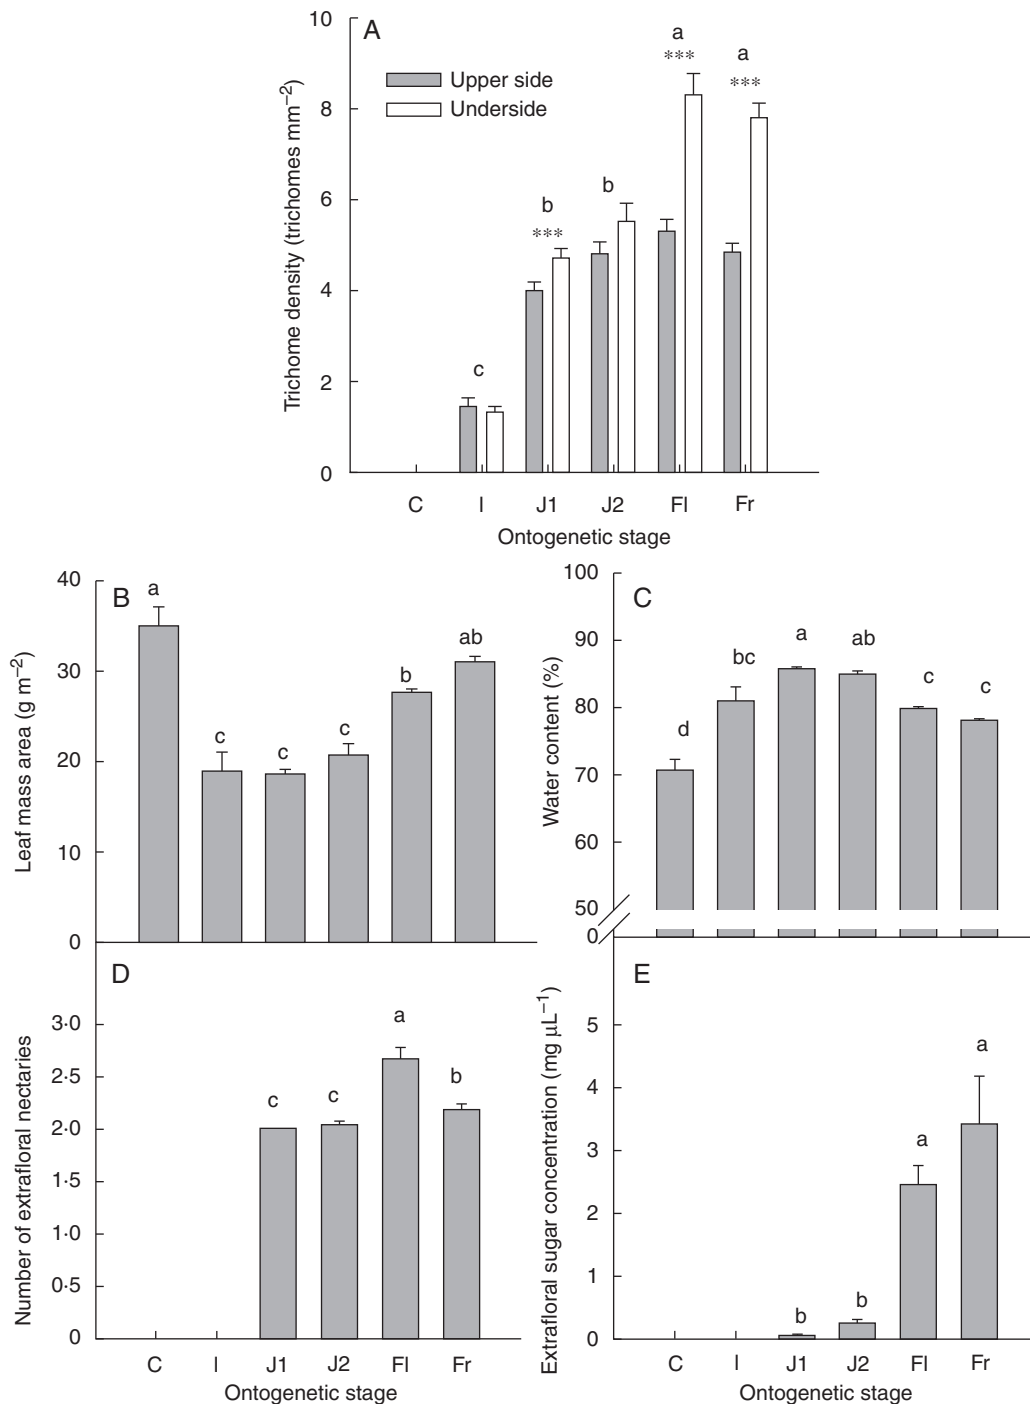 A
10
8
6
4
2
0
Trichome density (trichomes mm⁻²)
Upper side
Underside
c
b
***
b
a
***
a
***
C I J1 J2 Fl Fr
Ontogenetic stage
B
40
30
20
10
0
Leaf mass area (g m⁻²)
a
c
c
c
b
ab
C
100
90
80
70
60
50
0
Water content (%)
d
bc
a
ab
c
c
D
3·0
2·5
2·0
1·5
1·0
0·5
0
Number of extrafloral nectaries
c
c
a
b
C I J1 J2 Fl Fr
Ontogenetic stage
E
5
4
3
2
1
0
Extrafloral sugar concentration (mg μL⁻¹)
b
b
a
a
C I J1 J2 Fl Fr
Ontogenetic stage